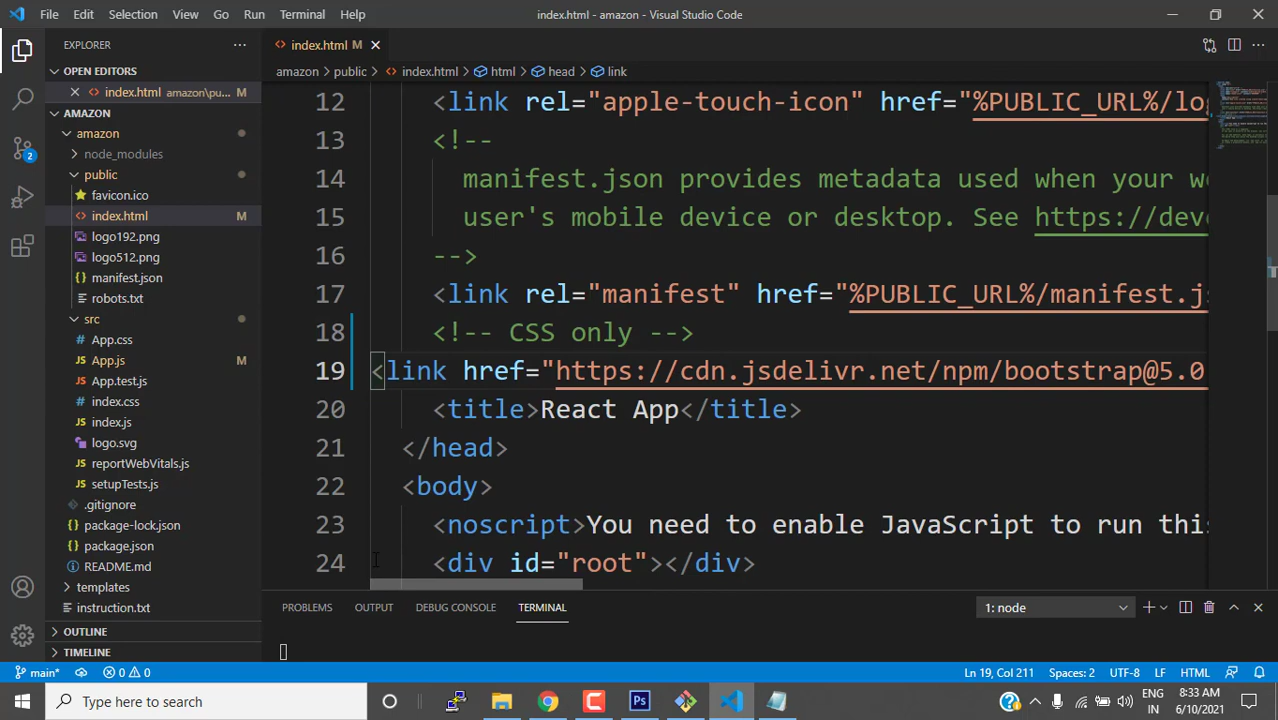 File Edit Selection View Go Run Terminal Help index.html - amazon - Visual Studio Code
EXPLORER
index.html M
OPEN EDITORS
amazon > public > index.html > html > head > link
index.html amazon\pu... M
AMAZON
amazon
node_modules
public
favicon.ico
index.html M
logo192.png
logo512.png
manifest.json
robots.txt
src
App.css
App.js M
App.test.js
index.css
index.js
logo.svg
reportWebVitals.js
setupTests.js
.gitignore
package-lock.json
package.json
README.md
templates
instruction.txt
OUTLINE
TIMELINE
2
12 <link rel="apple-touch-icon" href="%PUBLIC_URL%/log
13 <!--
14 manifest.json provides metadata used when your we
15 user's mobile device or desktop. See https://deve
16 -->
17 <link rel="manifest" href="%PUBLIC_URL%/manifest.js
18 <!-- CSS only -->
19 <link href="https://cdn.jsdelivr.net/npm/bootstrap@5.0
20 <title>React App</title>
21 </head>
22 <body>
23 <noscript>You need to enable JavaScript to run this
24 <div id="root"></div>
PROBLEMS OUTPUT DEBUG CONSOLE TERMINAL 1: node
main* 0 0 Ln 19, Col 211 Spaces: 2 UTF-8 LF HTML
Type here to search
Ps
ENG
IN
8:33 AM
6/10/2021